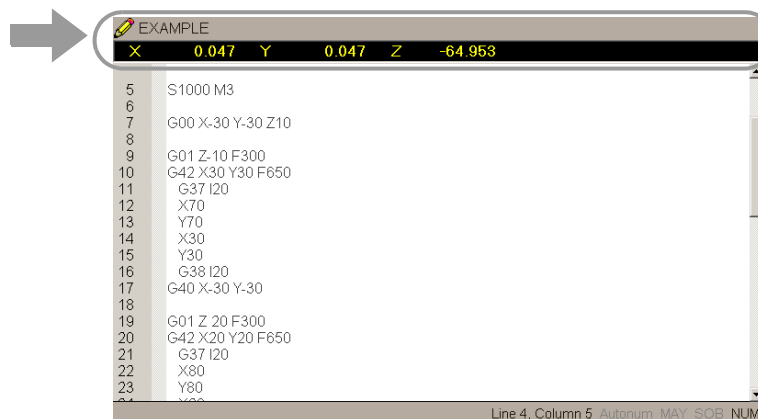 EXAMPLE
X 0.047 Y 0.047 Z -64.953
5 S1000 M3
6
7 G00 X-30 Y-30 Z10
8
9 G01 Z-10 F300
10 G42 X30 Y30 F650
11 G37 I20
12 X70
13 Y70
14 X30
15 Y30
16 G38 I20
17 G40 X-30 Y-30
18
19 G01 Z 20 F300
20 G42 X20 Y20 F650
21 G37 I20
22 X80
23 Y80
Line 4, Column 5 Autonum MAY SOB NUM